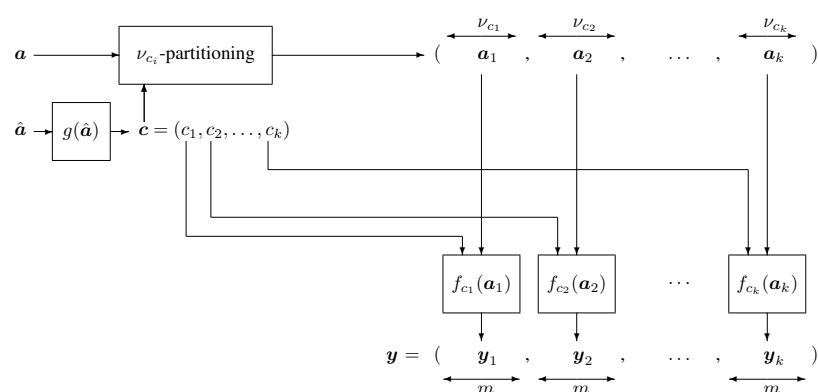 ν_{c_1} ν_{c_2} ν_{c_k}
𝒂 ν_{c_i}-partitioning ( 𝒂_1 , 𝒂_2 , … , 𝒂_k )
𝒂̂ g(𝒂̂) 𝒄 = (c_1, c_2, …, c_k)
f_{c_1}(𝒂_1) f_{c_2}(𝒂_2) … f_{c_k}(𝒂_k)
𝒚 = ( 𝒚_1 , 𝒚_2 , … , 𝒚_k )
m m m